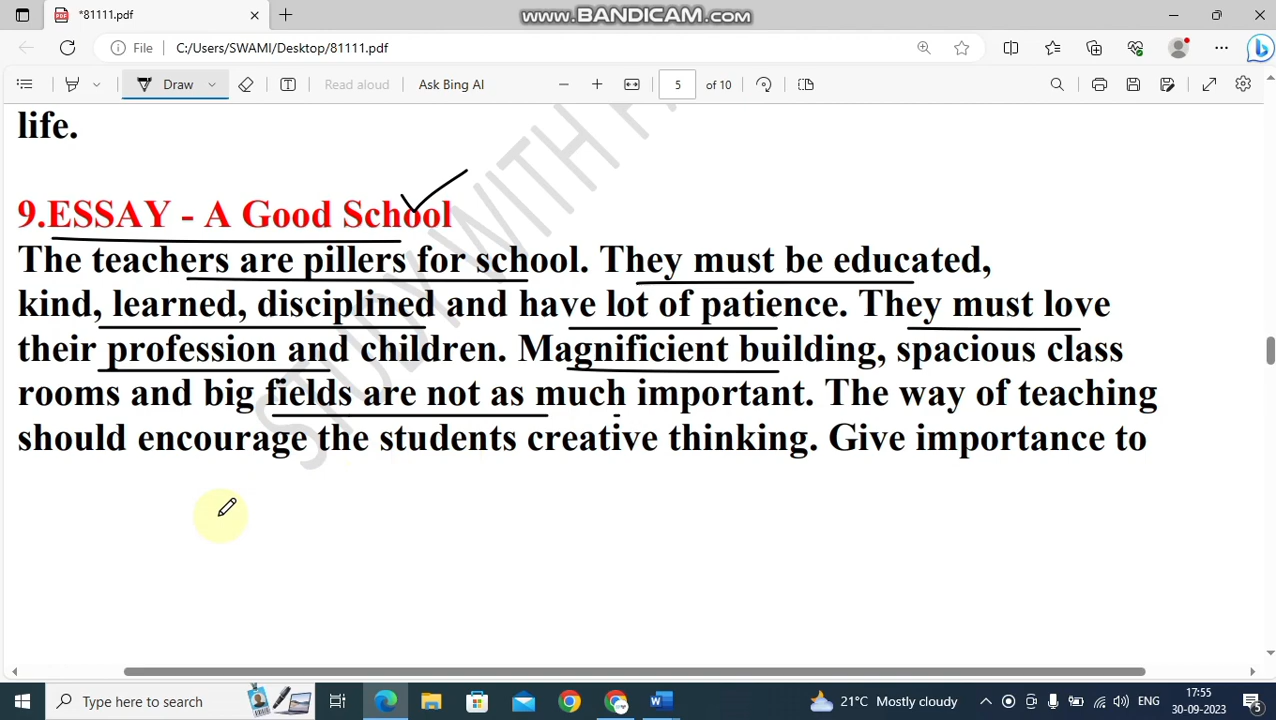 *81111.pdf
www.BANDICAM.com
File C:/Users/SWAMI/Desktop/81111.pdf
Draw Read aloud Ask Bing AI 5 of 10
life.
STUDY WITH
9.ESSAY - A Good School
The teachers are pillers for school. They must be educated,
kind, learned, disciplined and have lot of patience. They must love
their profession and children. Magnificient building, spacious class
rooms and big fields are not as much important. The way of teaching
should encourage the students creative thinking. Give importance to
Type here to search
21°C Mostly cloudy ENG 17:55
30-09-2023 5